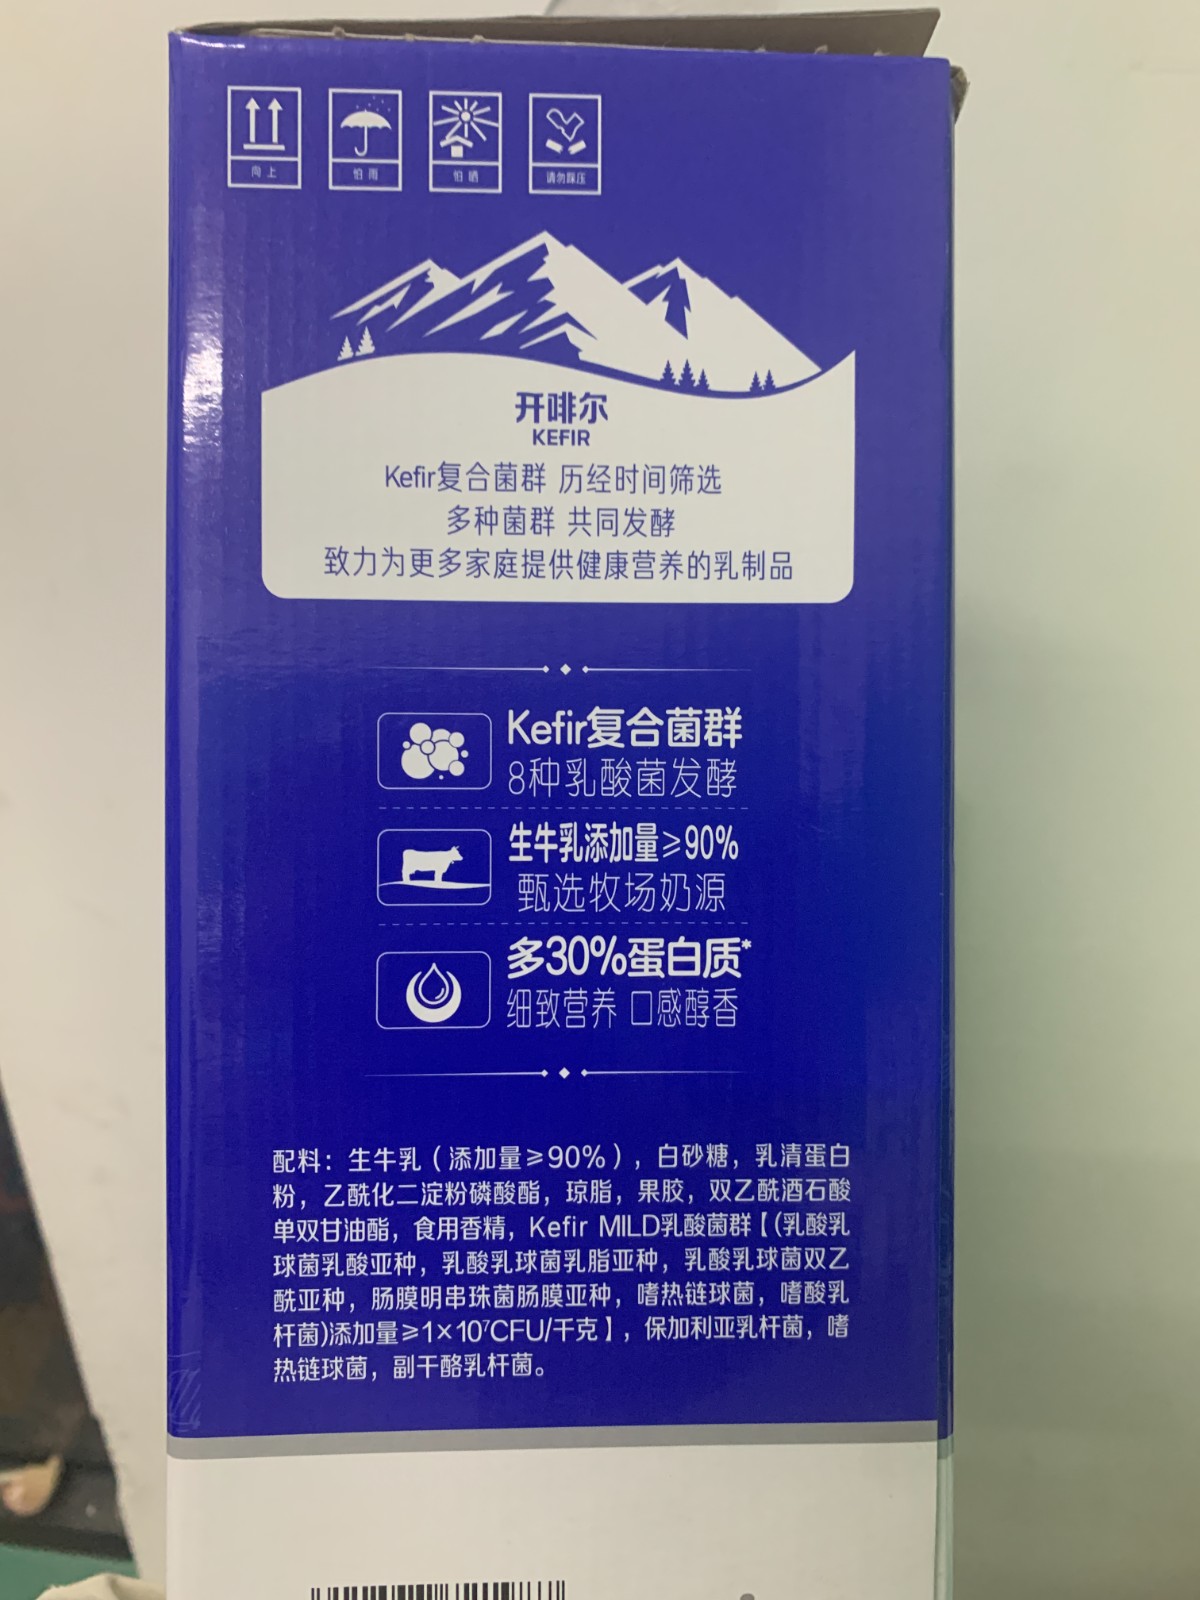 向上
怕雨
怕晒
请勿踩压
开啡尔
KEFIR
Kefir复合菌群 历经时间筛选
多种菌群 共同发酵
致力为更多家庭提供健康营养的乳制品
Kefir复合菌群
8种乳酸菌发酵
生牛乳添加量≥90%
甄选牧场奶源
多30%蛋白质*
细致营养 口感醇香
配料：生牛乳（添加量≥90%），白砂糖，乳清蛋白
粉，乙酰化二淀粉磷酸酯，琼脂，果胶，双乙酰酒石酸
单双甘油酯，食用香精，Kefir MILD乳酸菌群【(乳酸乳
球菌乳酸亚种，乳酸乳球菌乳脂亚种，乳酸乳球菌双乙
酰亚种，肠膜明串珠菌肠膜亚种，嗜热链球菌，嗜酸乳
杆菌)添加量≥1×10⁷CFU/千克】，保加利亚乳杆菌，嗜
热链球菌，副干酪乳杆菌。